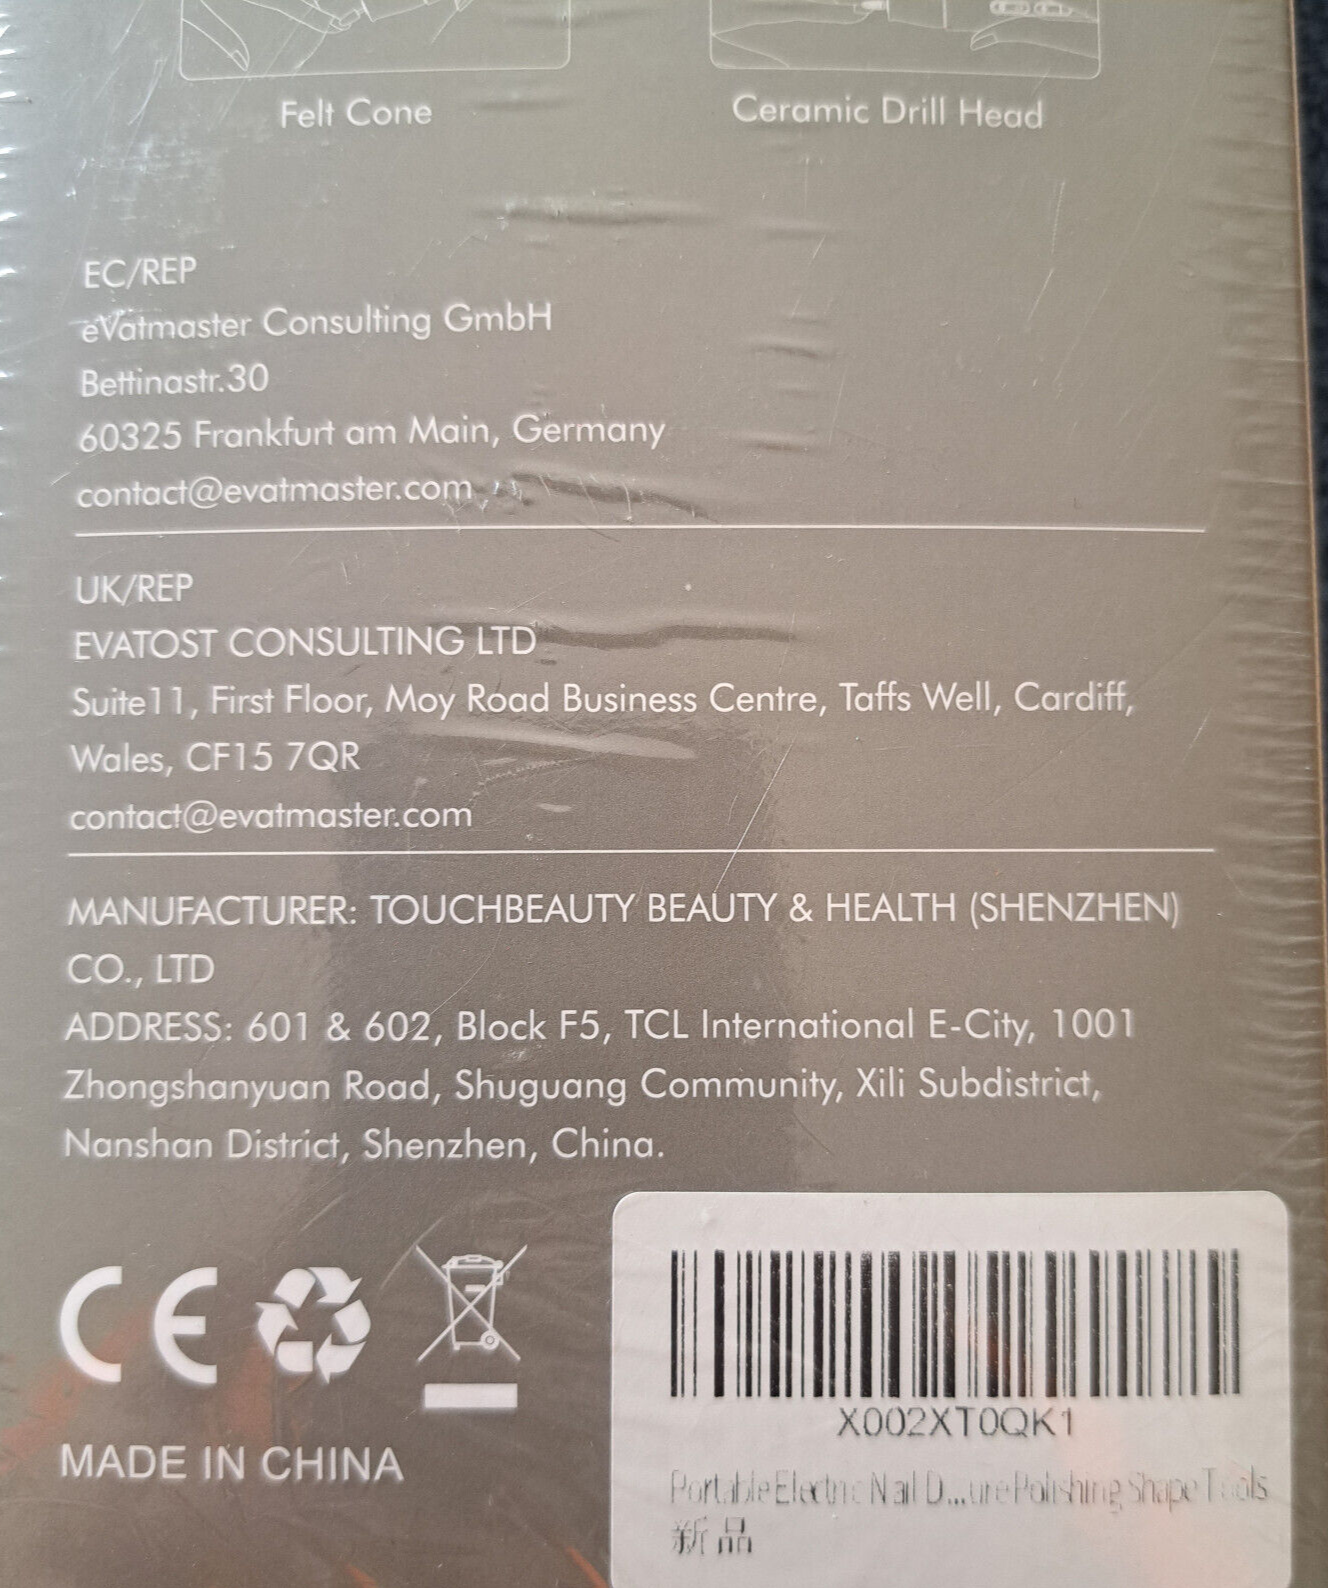 Felt Cone
Ceramic Drill Head
EC/REP
eVatmaster Consulting GmbH
Bettinastr.30
60325 Frankfurt am Main, Germany
contact@evatmaster.com
UK/REP
EVATOST CONSULTING LTD
Suite11, First Floor, Moy Road Business Centre, Taffs Well, Cardiff,
Wales, CF15 7QR
contact@evatmaster.com
MANUFACTURER: TOUCHBEAUTY BEAUTY & HEALTH (SHENZHEN)
CO., LTD
ADDRESS: 601 & 602, Block F5, TCL International E-City, 1001
Zhongshanyuan Road, Shuguang Community, Xili Subdistrict,
Nanshan District, Shenzhen, China.
CE
MADE IN CHINA
X002XT0QK1
Portable Electric Nail D...ure Polishing Shape Tools
新品